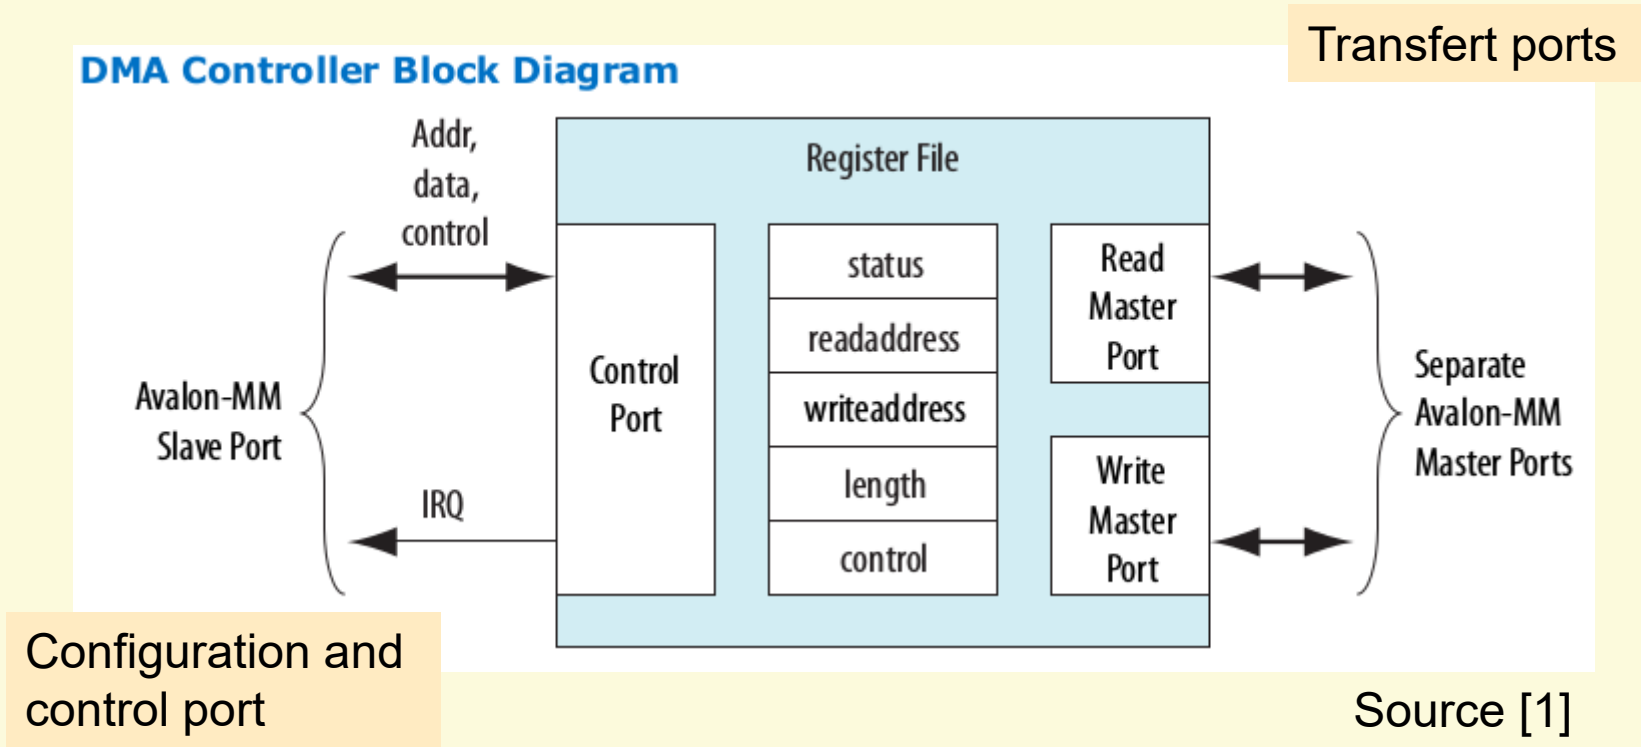 Transfert ports
DMA Controller Block Diagram
Addr,
data,
control
Avalon-MM
Slave Port
IRQ
Register File
Control
Port
status
readaddress
writeaddress
length
control
Read
Master
Port
Write
Master
Port
Separate
Avalon-MM
Master Ports
Configuration and
control port
Source [1]